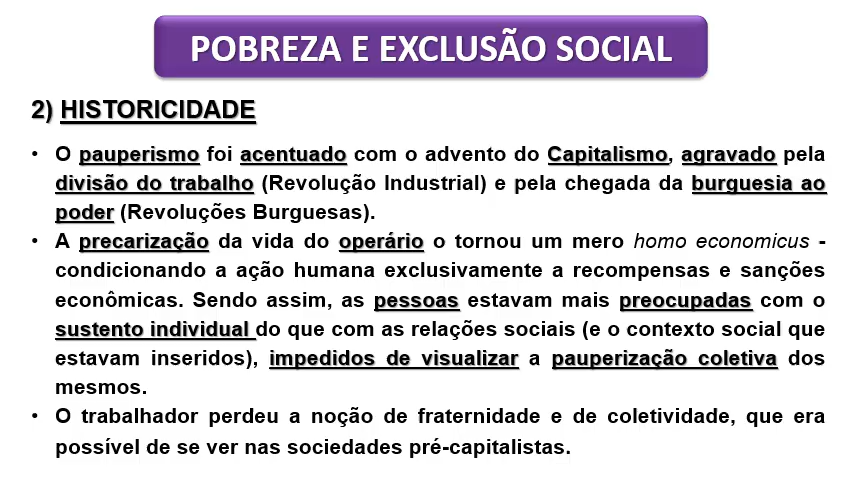 POBREZA E EXCLUSÃO SOCIAL
2) HISTORICIDADE
• O pauperismo foi acentuado com o advento do Capitalismo, agravado pela
divisão do trabalho (Revolução Industrial) e pela chegada da burguesia ao
poder (Revoluções Burguesas).
• A precarização da vida do operário o tornou um mero homo economicus -
condicionando a ação humana exclusivamente a recompensas e sanções
econômicas. Sendo assim, as pessoas estavam mais preocupadas com o
sustento individual do que com as relações sociais (e o contexto social que
estavam inseridos), impedidos de visualizar a pauperização coletiva dos
mesmos.
• O trabalhador perdeu a noção de fraternidade e de coletividade, que era
possível de se ver nas sociedades pré-capitalistas.